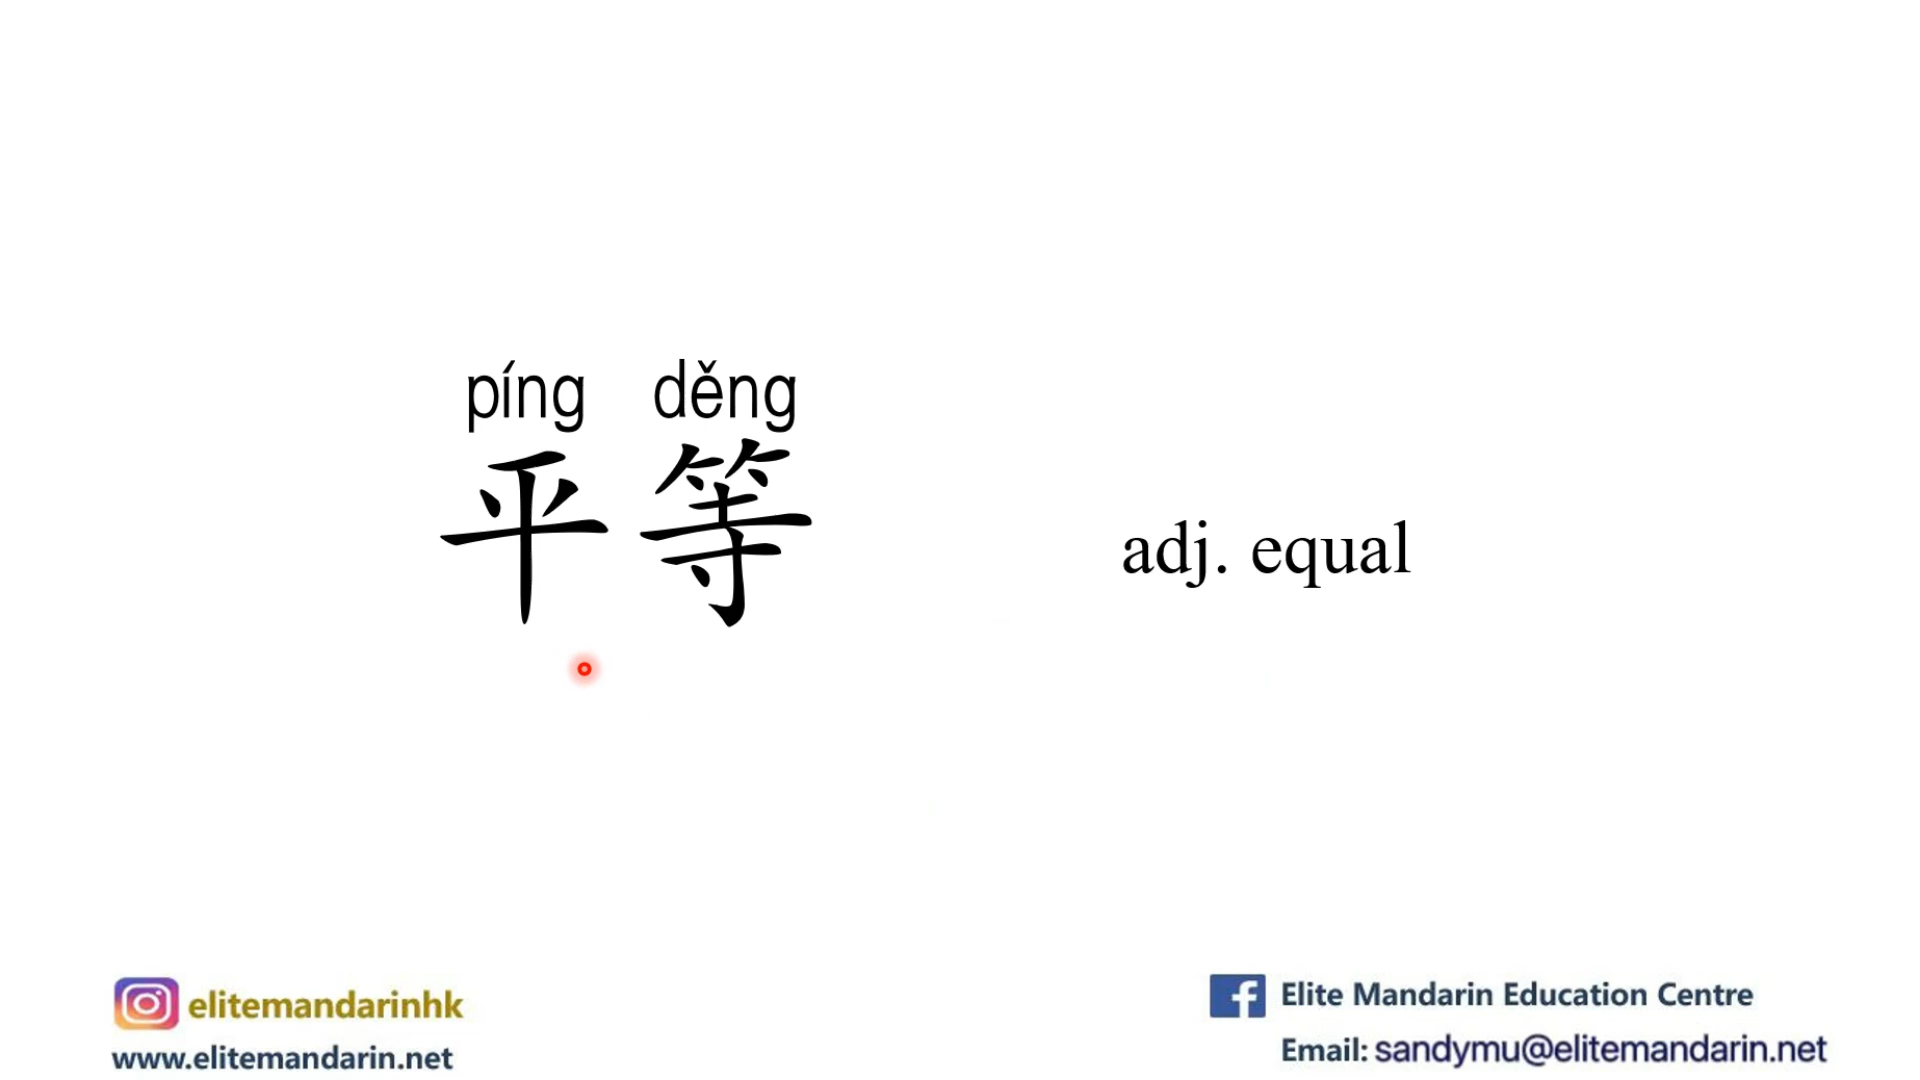 píng děng
平等
adj. equal
elitemandarinhk
www.elitemandarin.net
Elite Mandarin Education Centre
Email: sandymu@elitemandarin.net